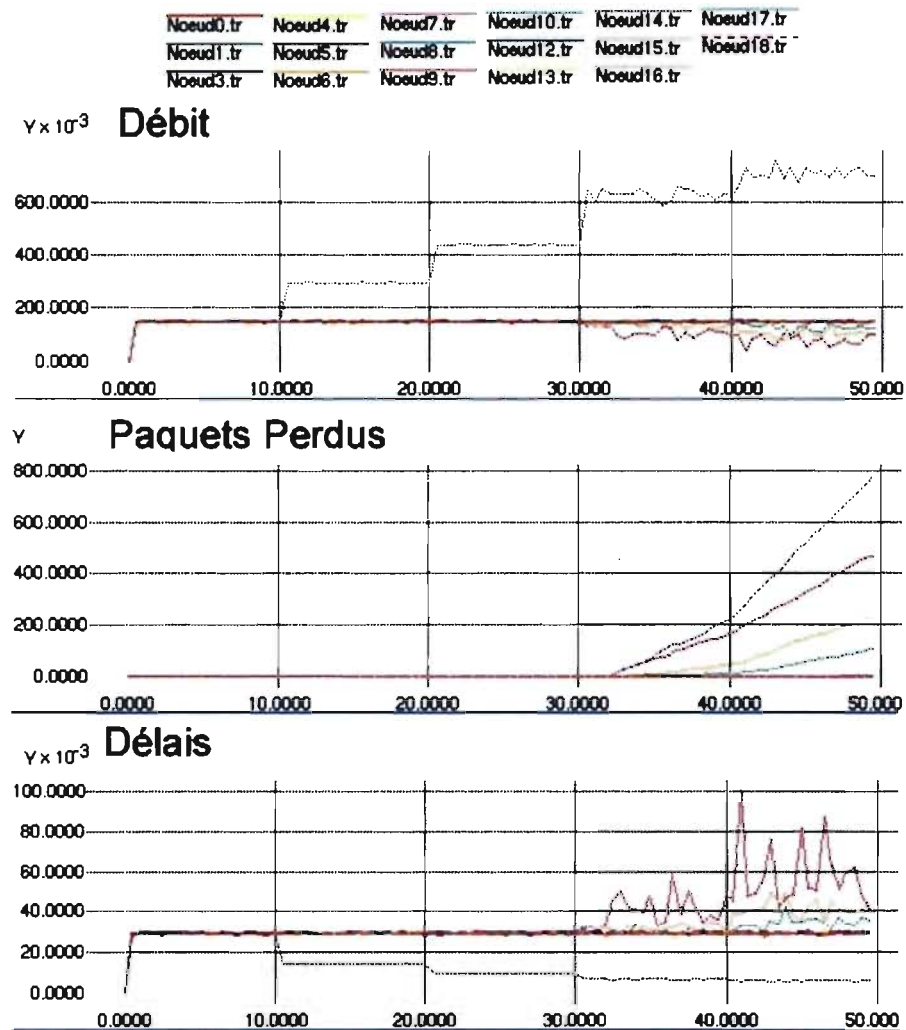 Noeud0.tr Noeud4.tr Noeud7.tr Noeud10.tr Noeud14.tr Noeud17.tr
Noeud1.tr Noeud5.tr Noeud8.tr Noeud12.tr Noeud15.tr Noeud18.tr
Noeud3.tr Noeud6.tr Noeud9.tr Noeud13.tr Noeud16.tr
Y x 10-3 Débit
600.0000
400.0000
200.0000
0.0000
0.0000 10.0000 20.0000 30.0000 40.0000 50.000
Y Paquets Perdus
800.0000
600.0000
400.0000
200.0000
0.0000
0.0000 10.0000 20.0000 30.0000 40.0000 50.000
Y x 10-3 Délais
100.0000
80.0000
60.0000
40.0000
20.0000
0.0000
0.0000 10.0000 20.0000 30.0000 40.0000 50.000